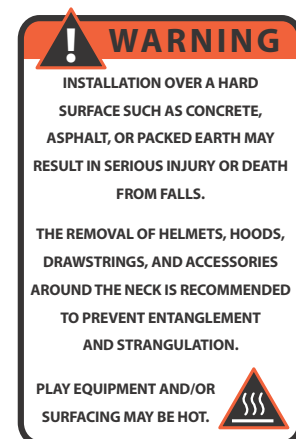 WARNING
INSTALLATION OVER A HARD
SURFACE SUCH AS CONCRETE,
ASPHALT, OR PACKED EARTH MAY
RESULT IN SERIOUS INJURY OR DEATH
FROM FALLS.
THE REMOVAL OF HELMETS, HOODS,
DRAWSTRINGS, AND ACCESSORIES
AROUND THE NECK IS RECOMMENDED
TO PREVENT ENTANGLEMENT
AND STRANGULATION.
PLAY EQUIPMENT AND/OR
SURFACING MAY BE HOT.